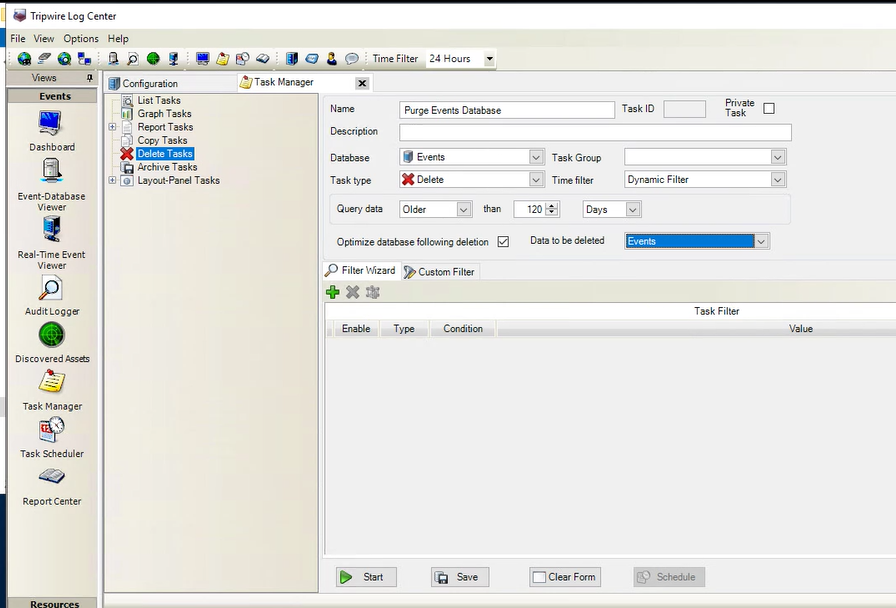 Tripwire Log Center
File View Options Help
Time Filter 24 Hours
Views
Configuration
Task Manager
Events
Dashboard
Event-Database
Viewer
Real-Time Event
Viewer
Audit Logger
Discovered Assets
Task Manager
Task Scheduler
Report Center
Resources
List Tasks
Graph Tasks
Report Tasks
Copy Tasks
Delete Tasks
Archive Tasks
Layout-Panel Tasks
Name Purge Events Database Task ID Private
Task
Description
Database Events Task Group
Task type Delete Time filter Dynamic Filter
Query data Older than 120 Days
Optimize database following deletion Data to be deleted Events
Filter Wizard Custom Filter
Task Filter
Enable Type Condition Value
Start Save Clear Form Schedule